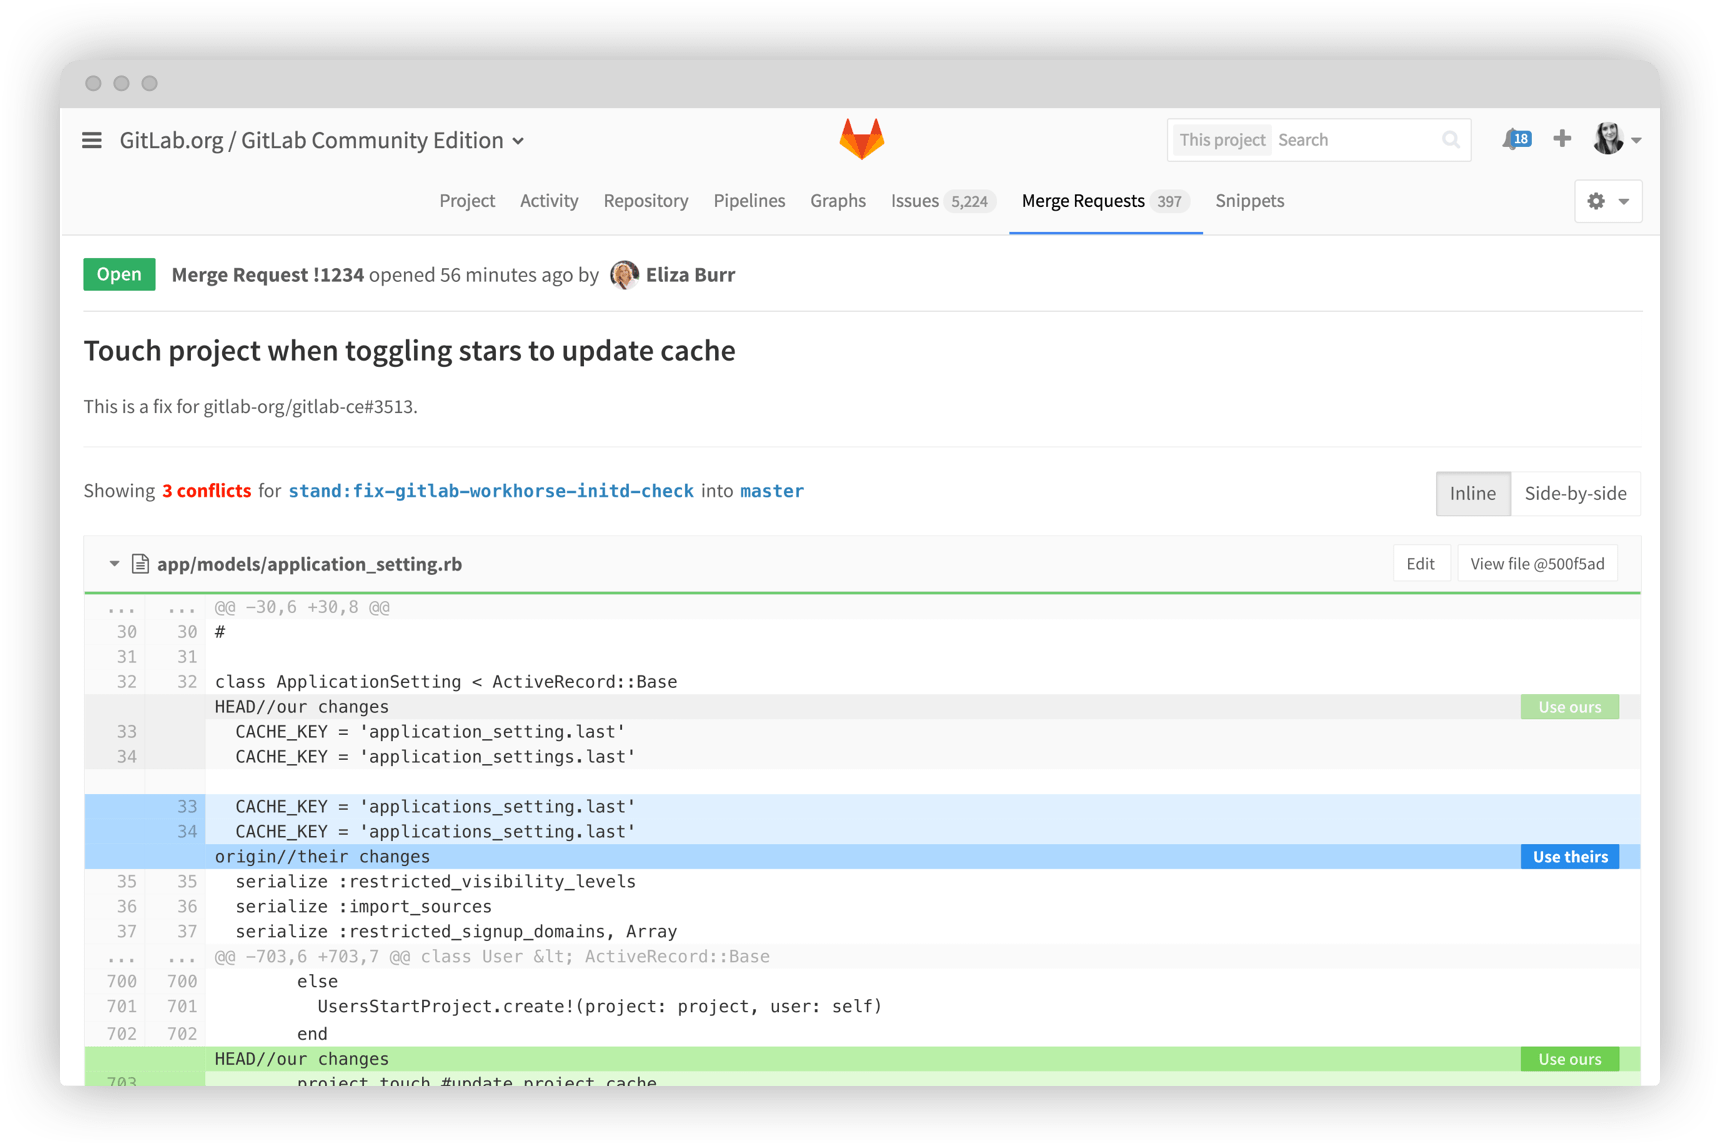 GitLab.org / GitLab Community Edition
This project Search
18
Project Activity Repository Pipelines Graphs Issues 5,224 Merge Requests 397 Snippets
Open Merge Request !1234 opened 56 minutes ago by Eliza Burr
Touch project when toggling stars to update cache
This is a fix for gitlab-org/gitlab-ce#3513.
Showing 3 conflicts for stand:fix-gitlab-workhorse-initd-check into master
Inline Side-by-side
app/models/application_setting.rb Edit View file @500f5ad
... ... @@ -30,6 +30,8 @@
30 30 #
31 31
32 32 class ApplicationSetting < ActiveRecord::Base
HEAD//our changes Use ours
33 CACHE_KEY = 'application_setting.last'
34 CACHE_KEY = 'application_settings.last'
33 CACHE_KEY = 'applications_setting.last'
34 CACHE_KEY = 'applications_setting.last'
origin//their changes Use theirs
35 35 serialize :restricted_visibility_levels
36 36 serialize :import_sources
37 37 serialize :restricted_signup_domains, Array
... ... @@ -703,6 +703,7 @@ class User &lt; ActiveRecord::Base
700 700 else
701 701 UsersStartProject.create!(project: project, user: self)
702 702 end
HEAD//our changes Use ours
703 project.touch #update project cache